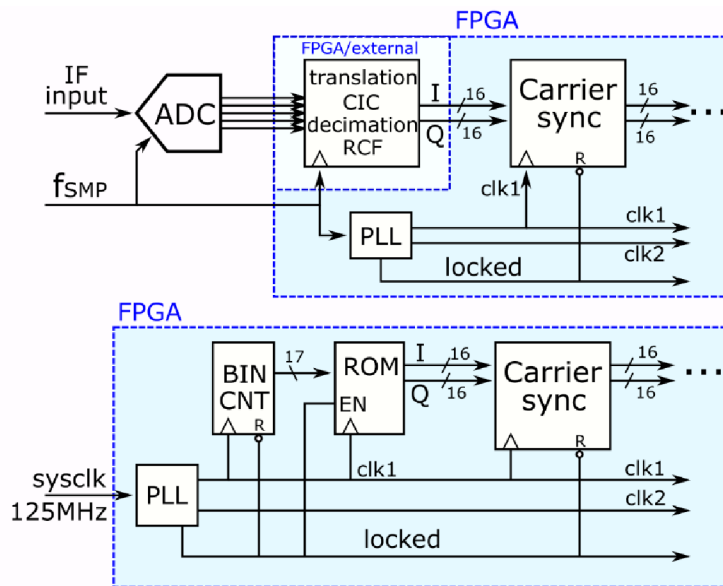 FPGA
FPGA/external
IF
input
ADC
translation
CIC
decimation
RCF
I
16
Q
16
Carrier
sync
R
16
16
...
fSMP
clk1
PLL
clk1
clk2
locked
FPGA
BIN
CNT
R
17
ROM
EN
I
16
Q
16
Carrier
sync
R
16
16
...
sysclk
125MHz
PLL
clk1
clk1
clk2
locked